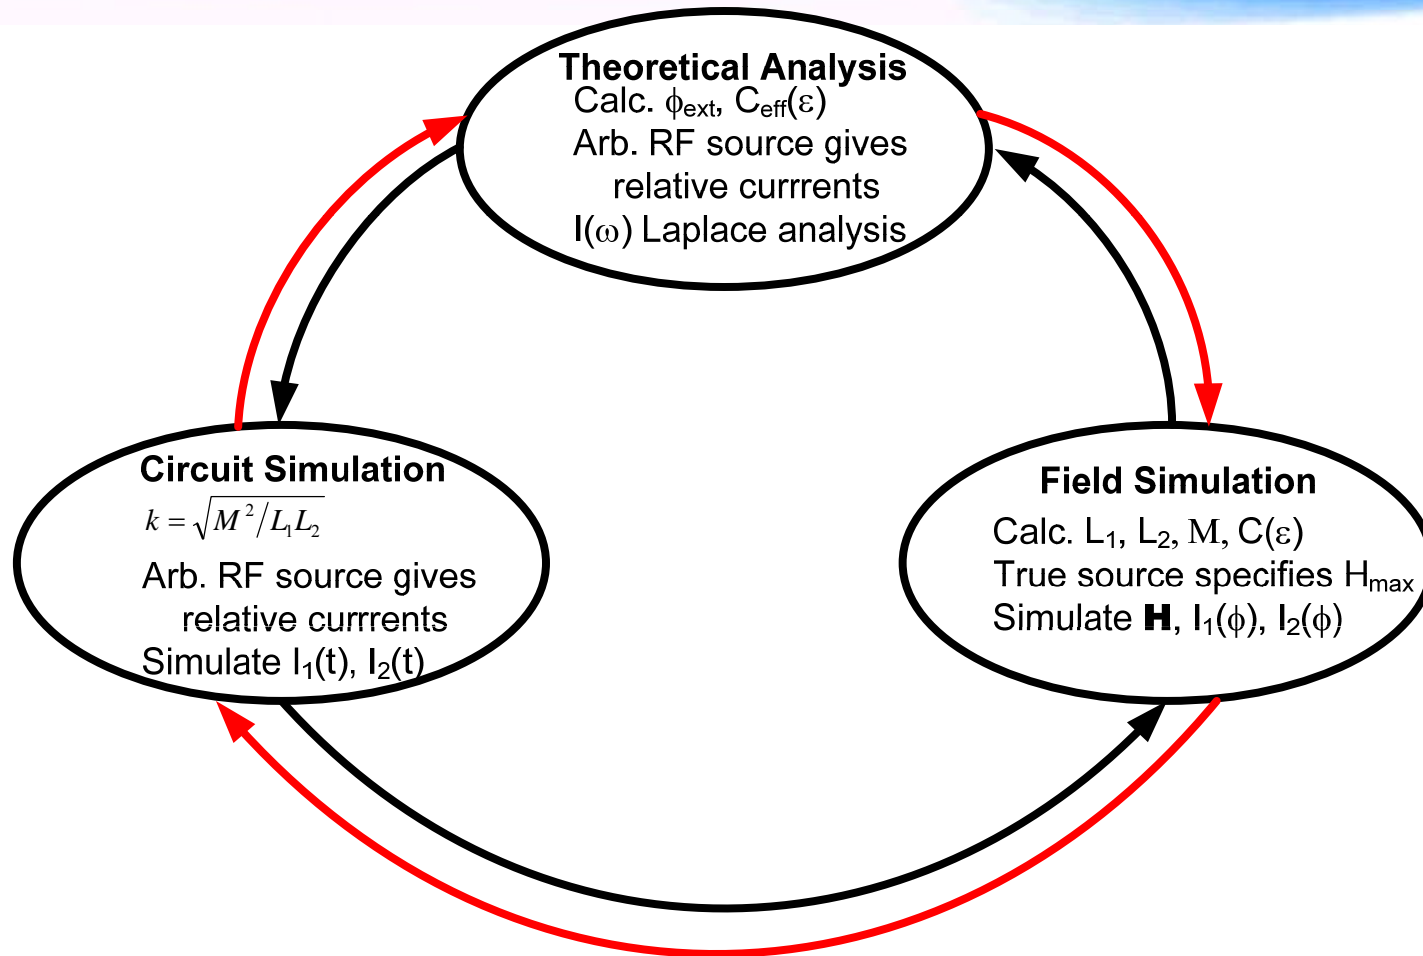 Theoretical Analysis
Calc. ϕext, Ceff(ε)
Arb. RF source gives
relative currrents
I(ω) Laplace analysis
Circuit Simulation
k = √(M²/L₁L₂)
Arb. RF source gives
relative currrents
Simulate I₁(t), I₂(t)
Field Simulation
Calc. L₁, L₂, M, C(ε)
True source specifies Hmax
Simulate H, I₁(ϕ), I₂(ϕ)